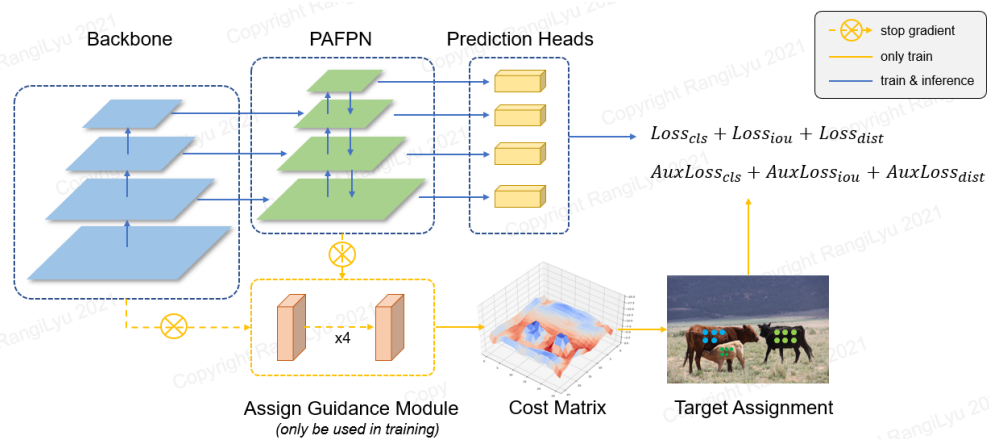 Backbone
PAFPN
Prediction Heads
stop gradient
only train
train & inference
Loss_cls + Loss_iou + Loss_dist
AuxLoss_cls + AuxLoss_iou + AuxLoss_dist
x4
Assign Guidance Module
(only be used in training)
Cost Matrix
Target Assignment
Copyright RangiLyu 2021